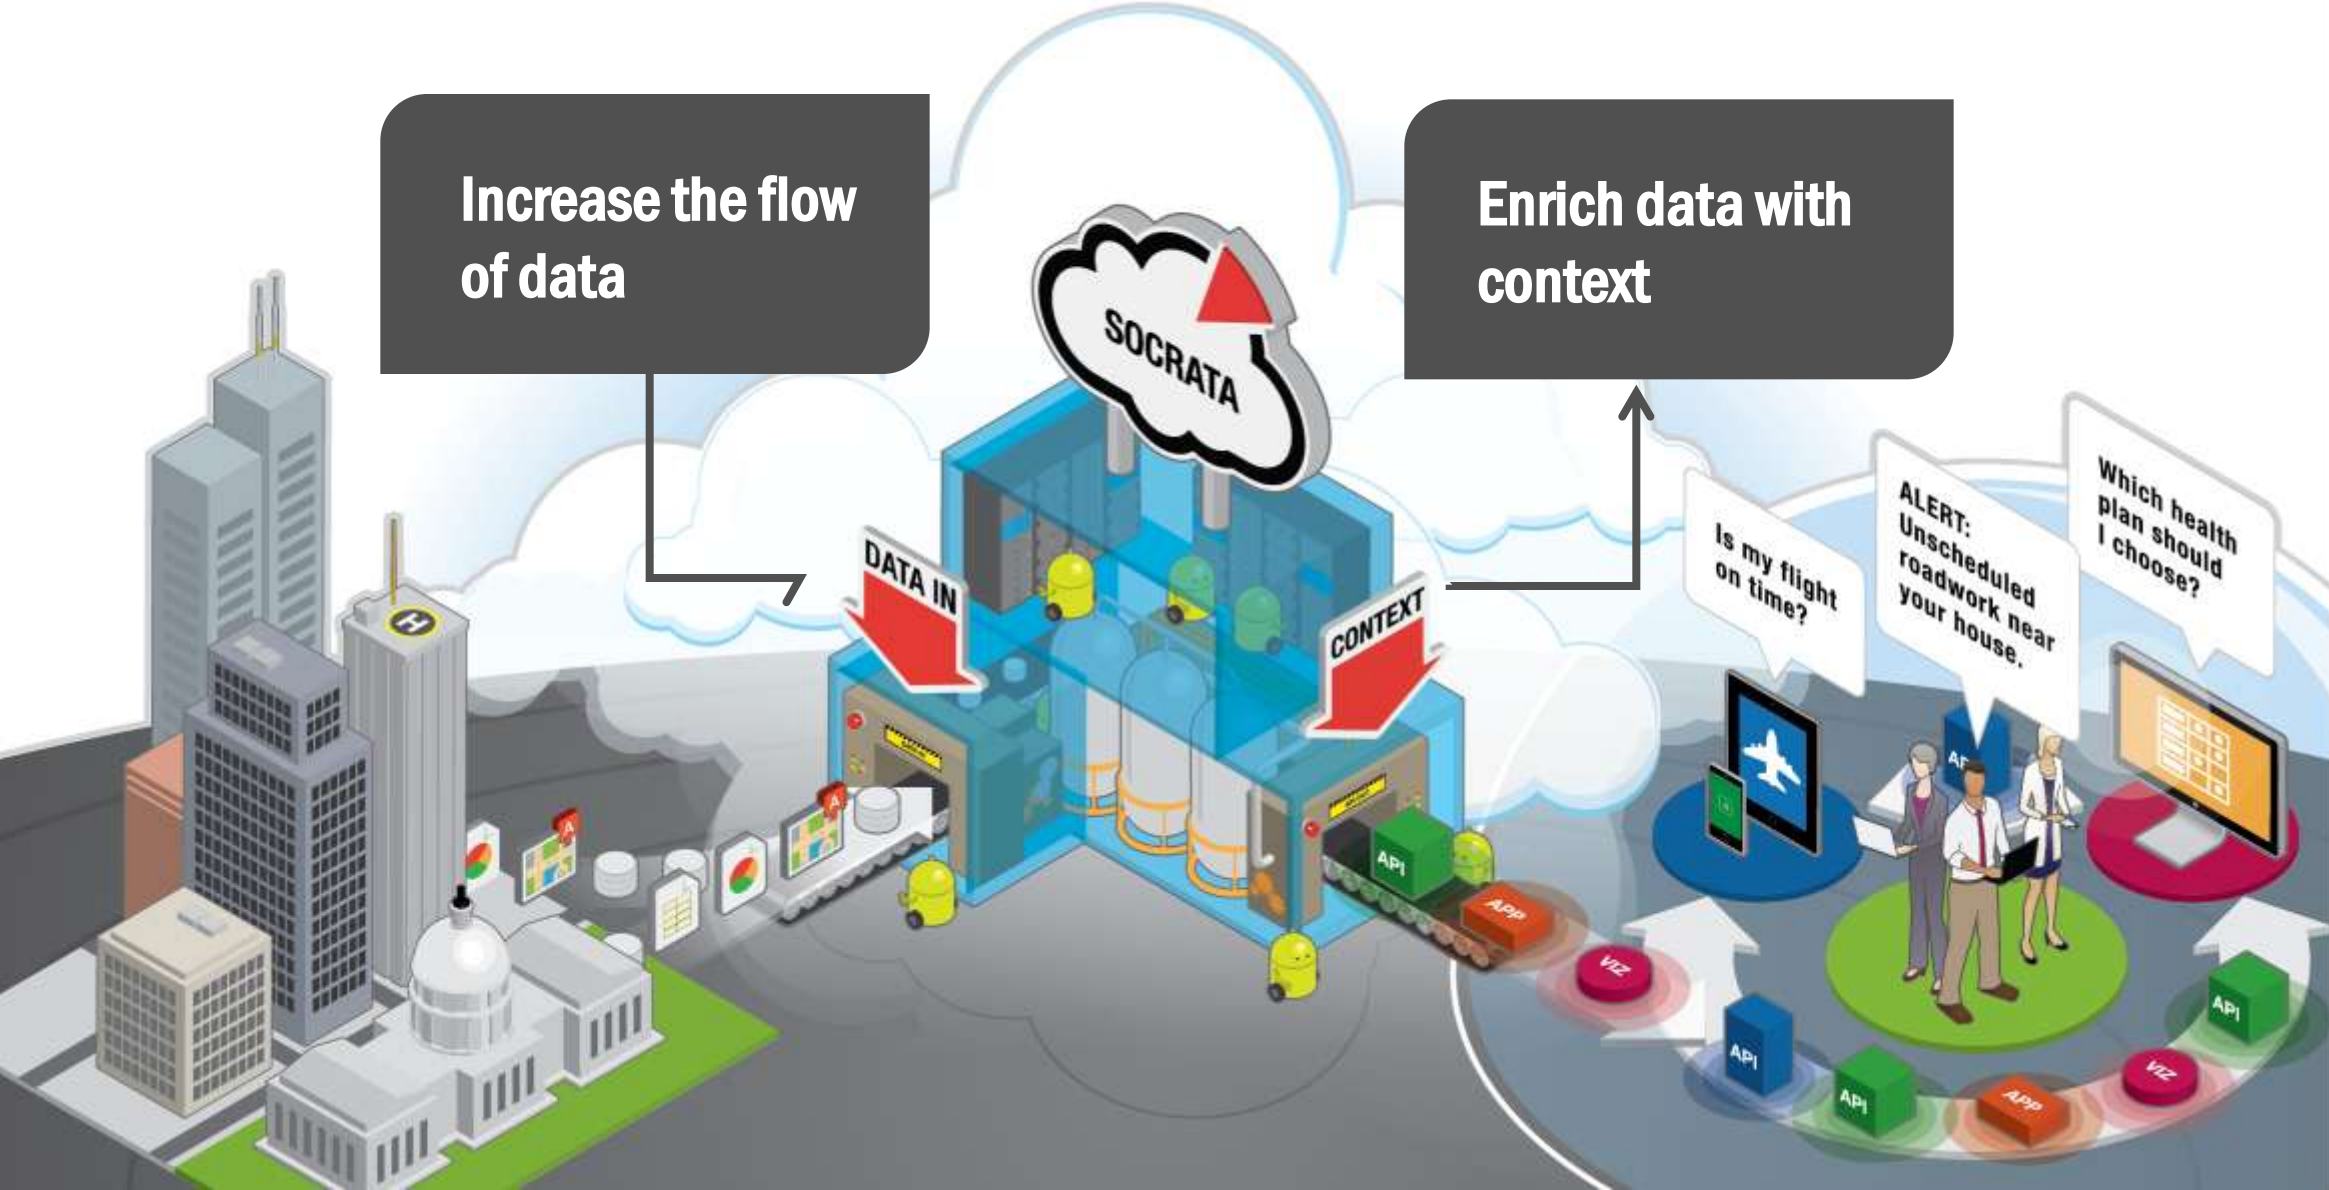 Increase the flow
of data
Enrich data with
context
SOCRATA
DATA IN
CONTEXT
Is my flight
on time?
ALERT:
Unscheduled
roadwork near
your house.
Which health
plan should
I choose?
H
A
A
API
APP
VIZ
API
API
APP
VIZ
API